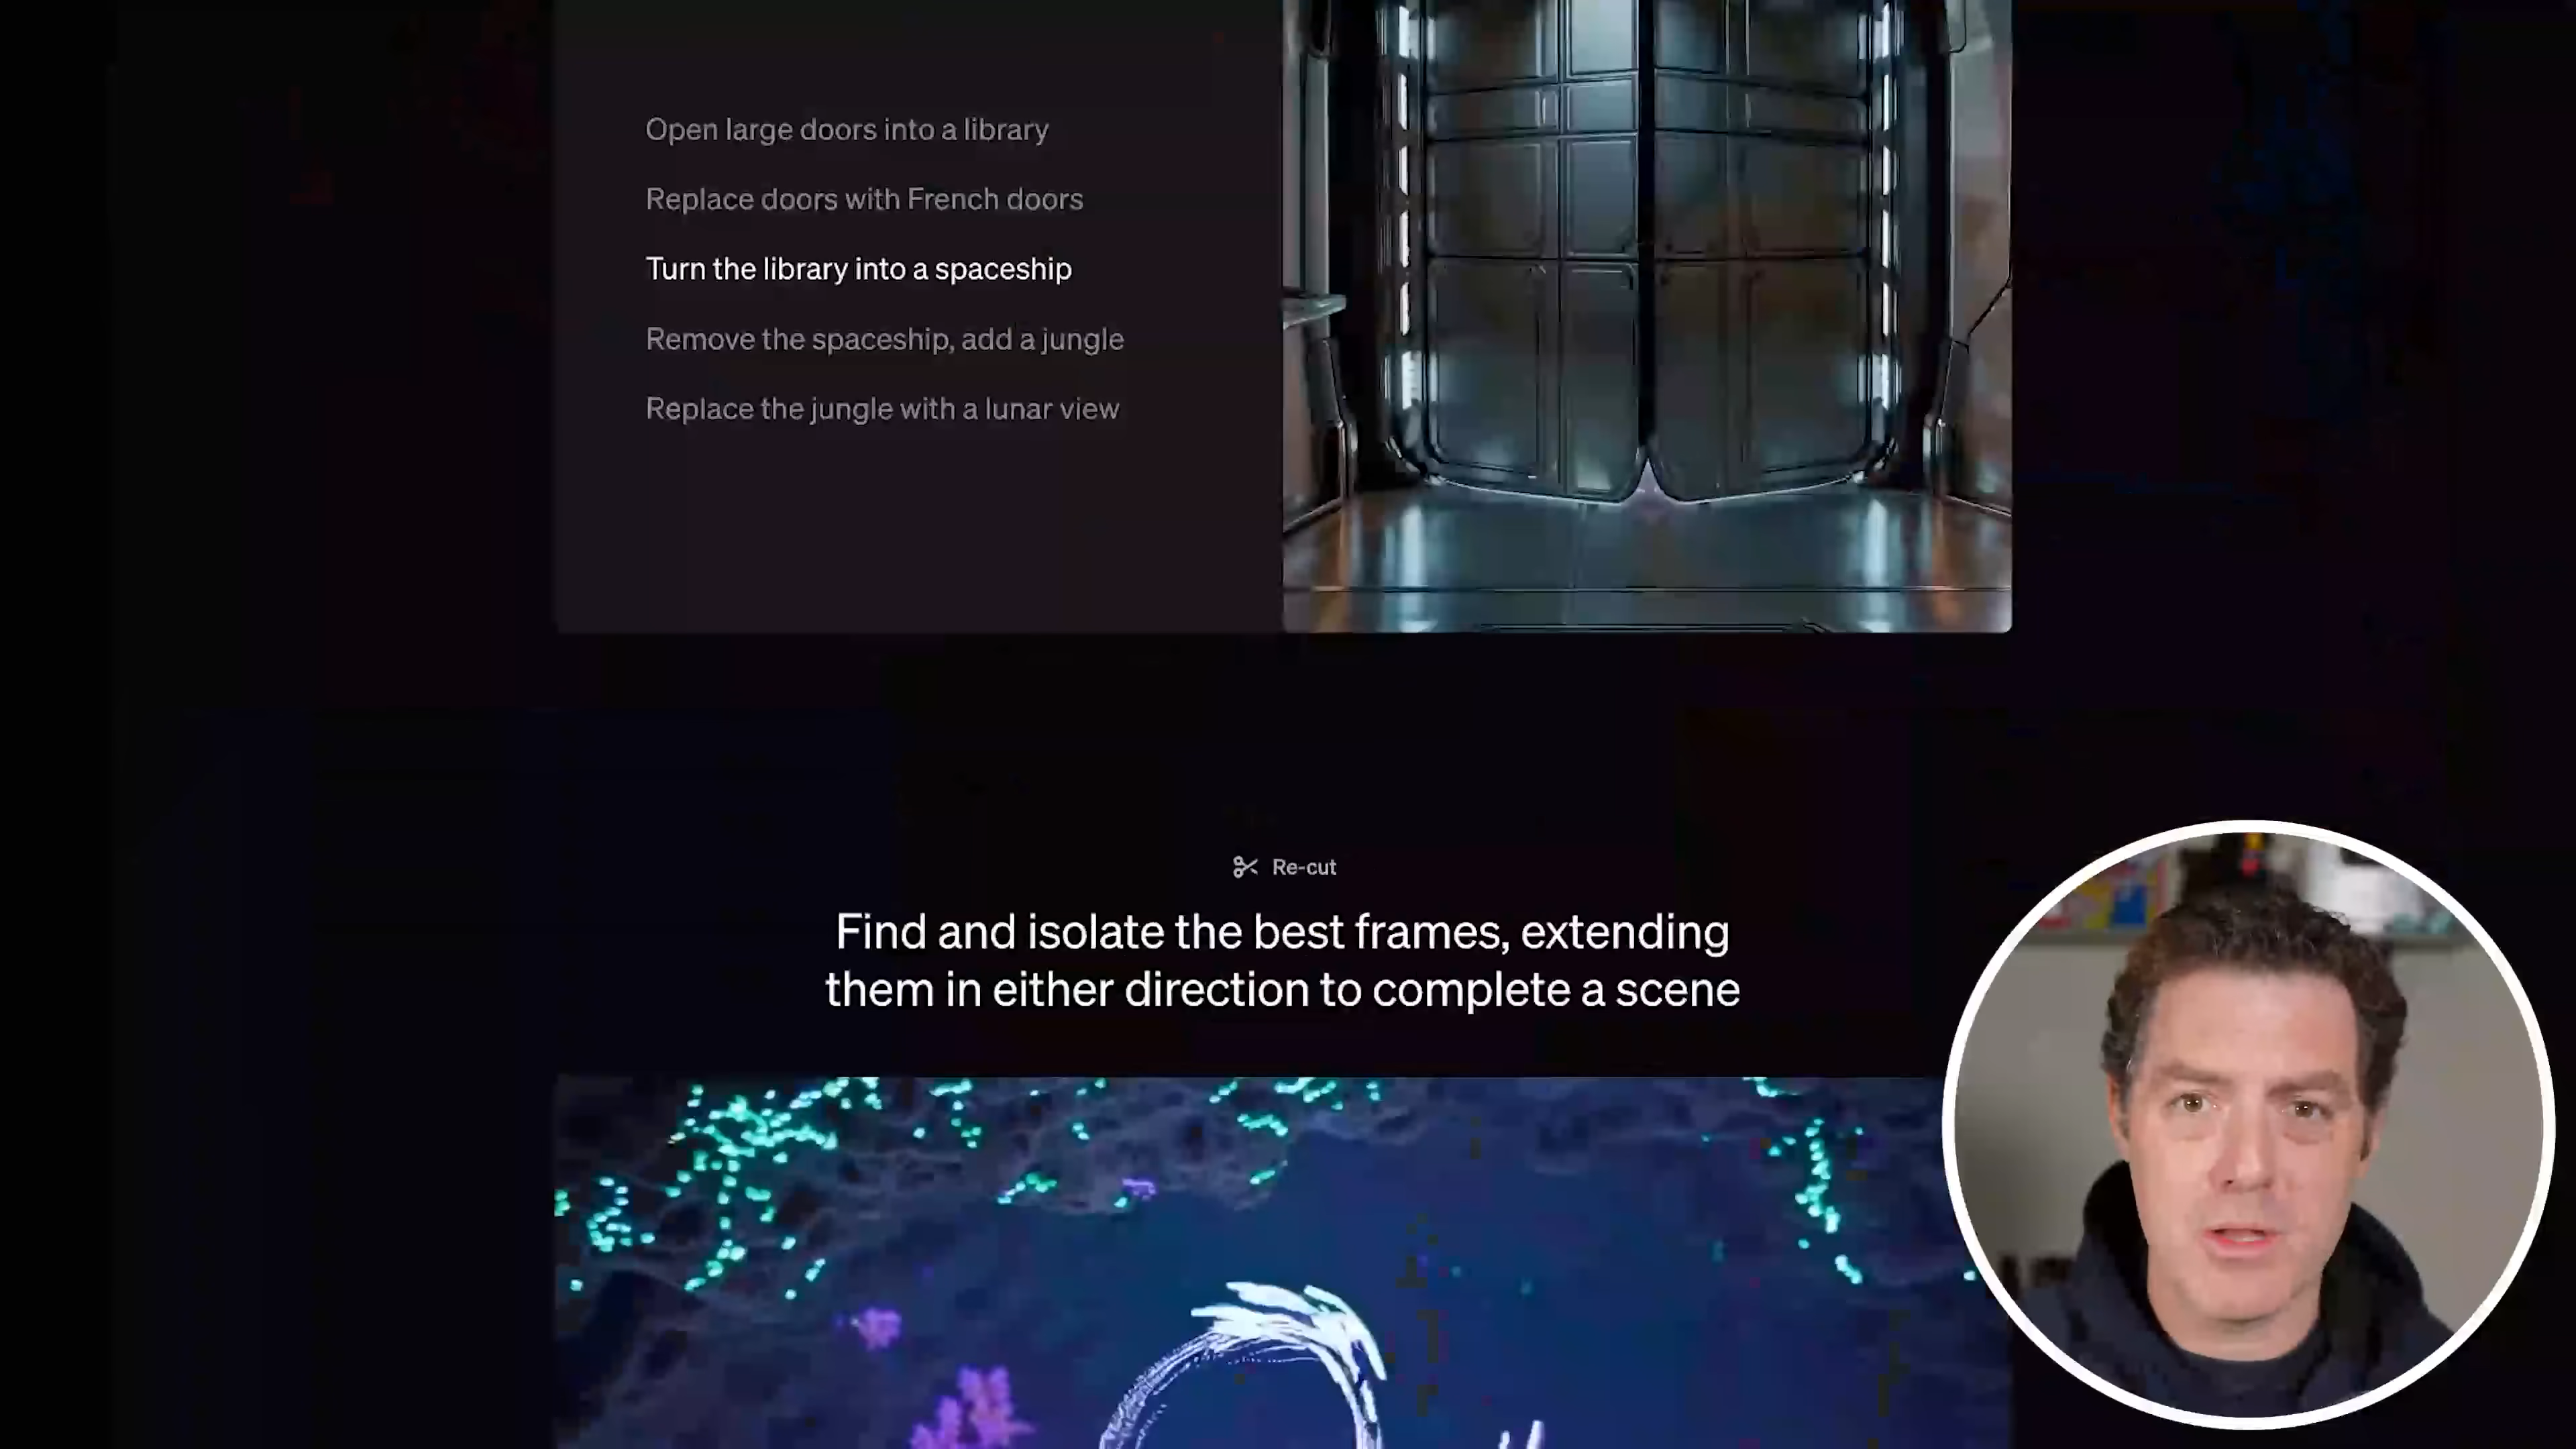 Open large doors into a library
Replace doors with French doors
Turn the library into a spaceship
Remove the spaceship, add a jungle
Replace the jungle with a lunar view
Re-cut
Find and isolate the best frames, extending
them in either direction to complete a scene